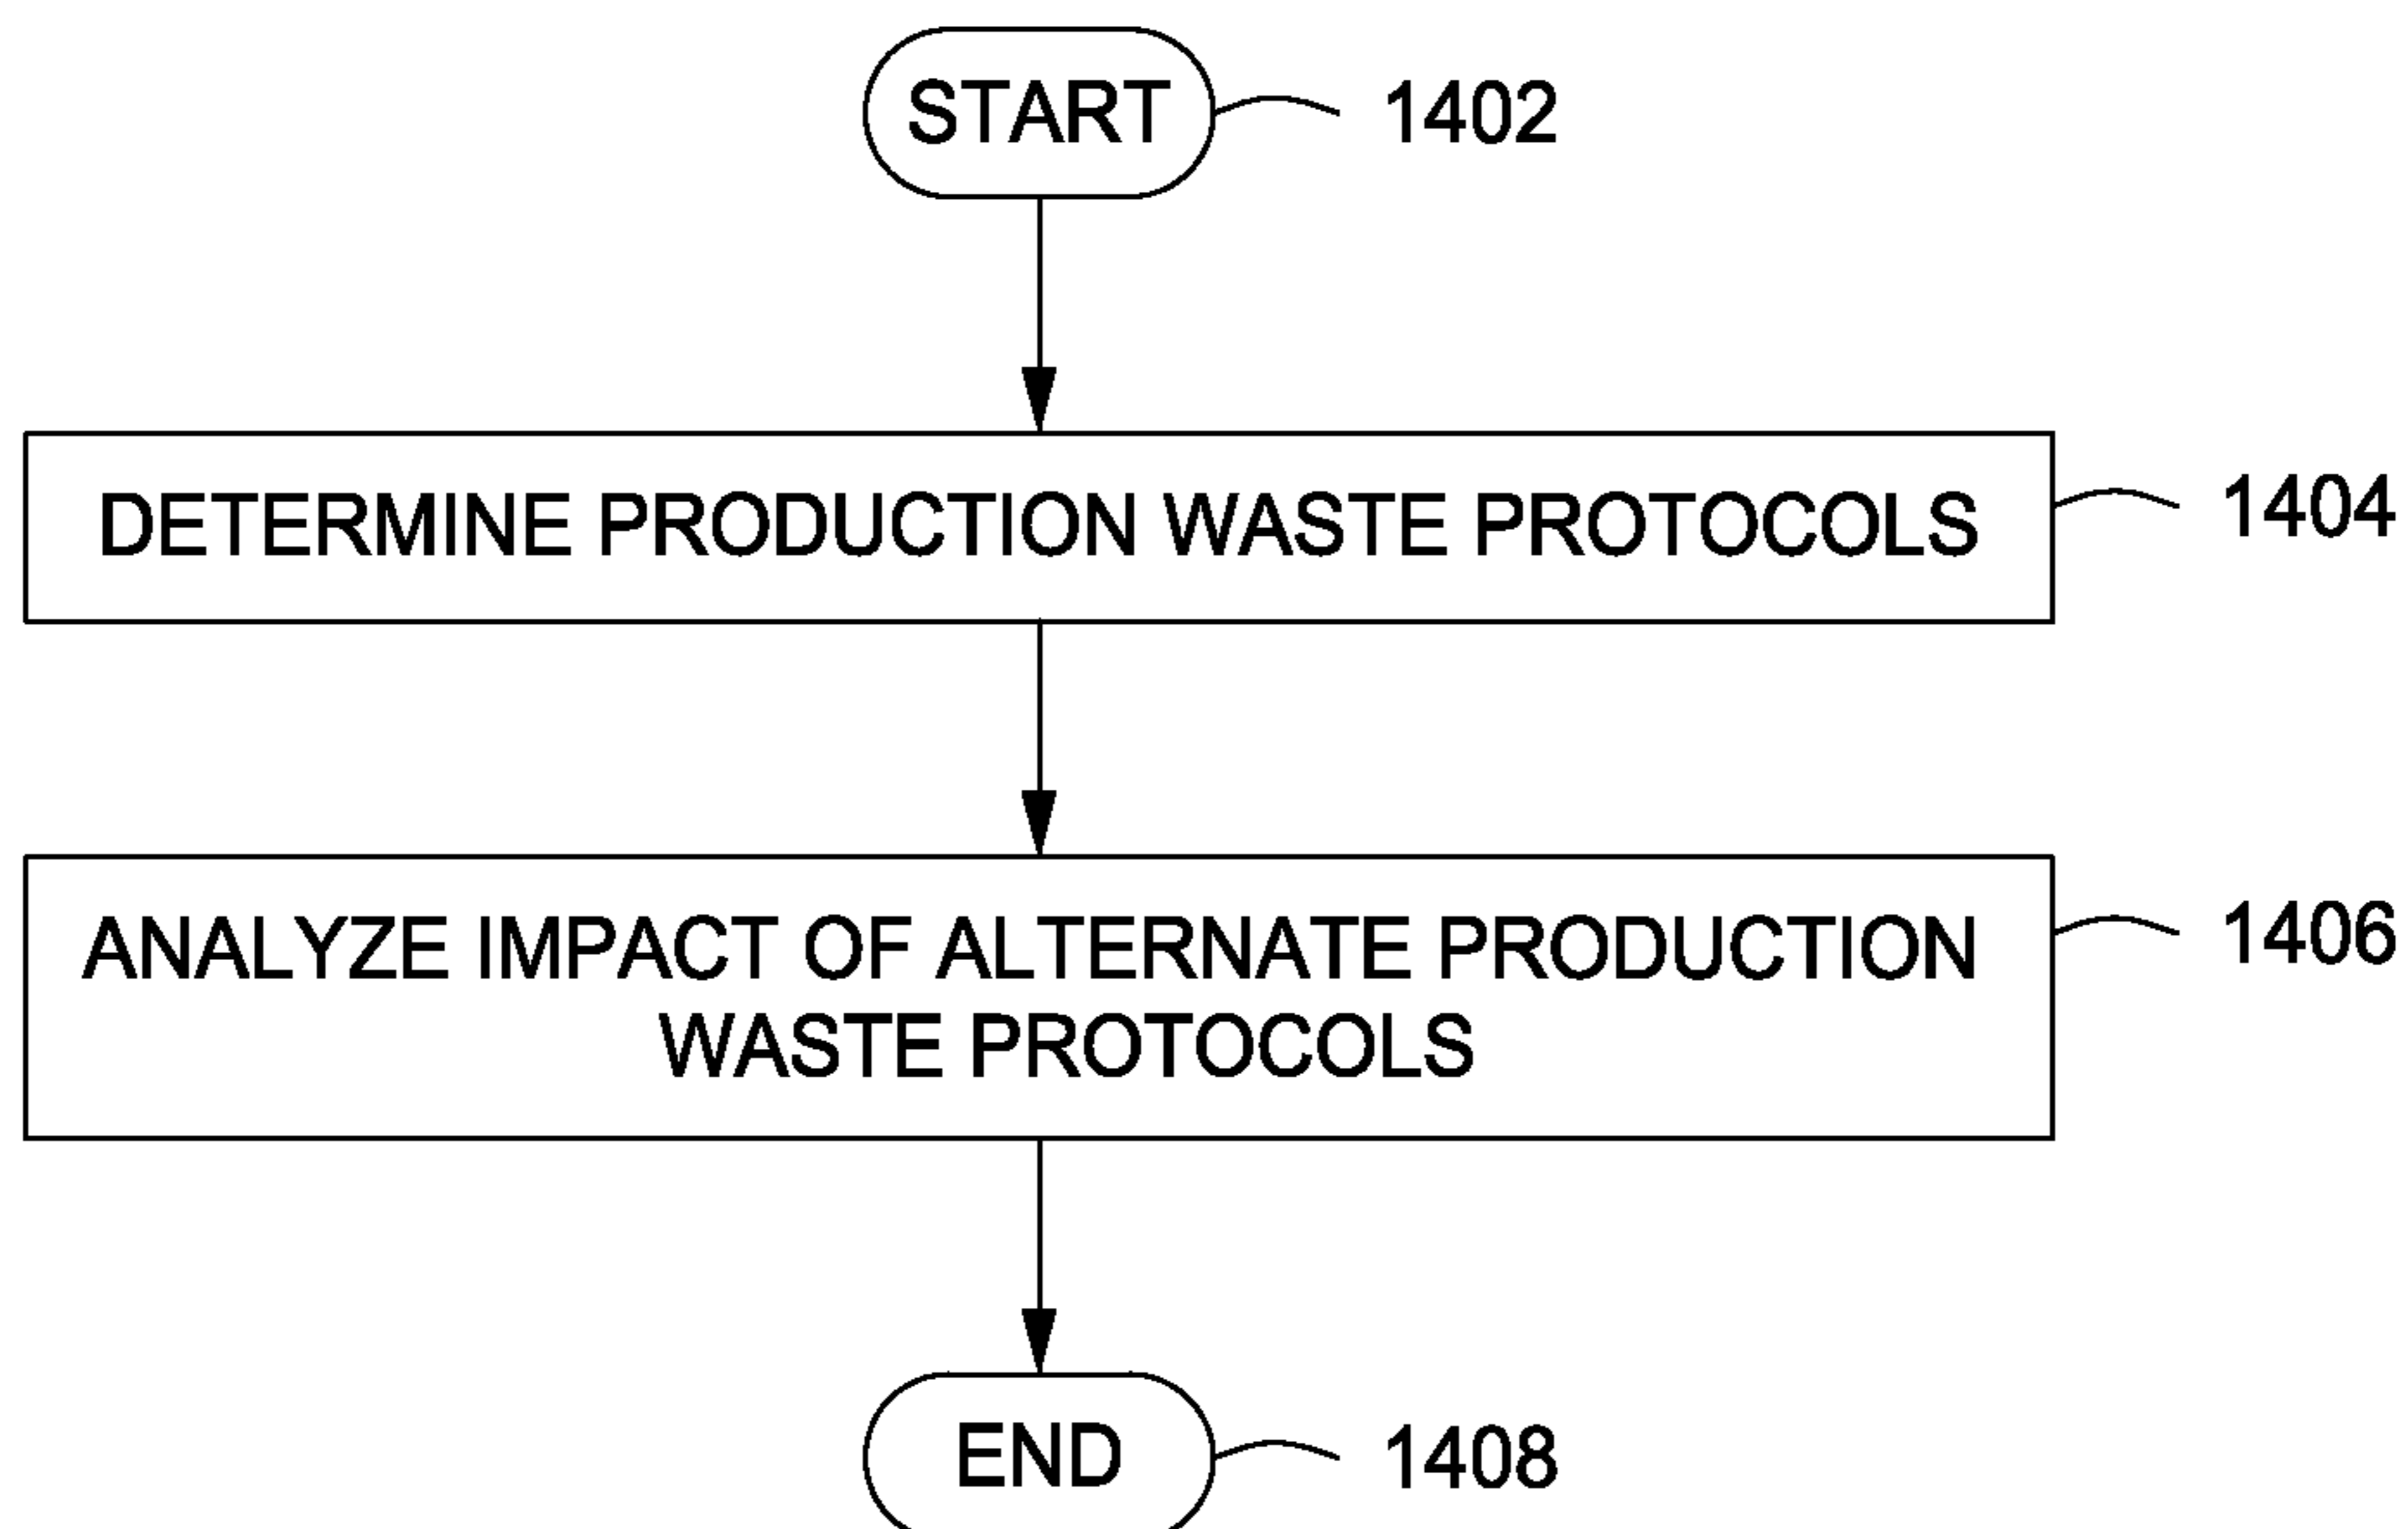 START 1402
DETERMINE PRODUCTION WASTE PROTOCOLS 1404
ANALYZE IMPACT OF ALTERNATE PRODUCTION 1406
WASTE PROTOCOLS
END 1408